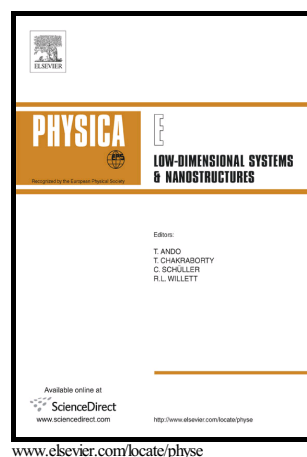 ELSEVIER
PHYSICA
EPS
Recognized by the European Physical Society
E
LOW-DIMENSIONAL SYSTEMS
& NANOSTRUCTURES
Editors:
T. ANDO
T. CHAKRABORTY
C. SCHÜLLER
R.L. WILLETT
Available online at
ScienceDirect
www.sciencedirect.com
http://www.elsevier.com/locate/physe
www.elsevier.com/locate/physe